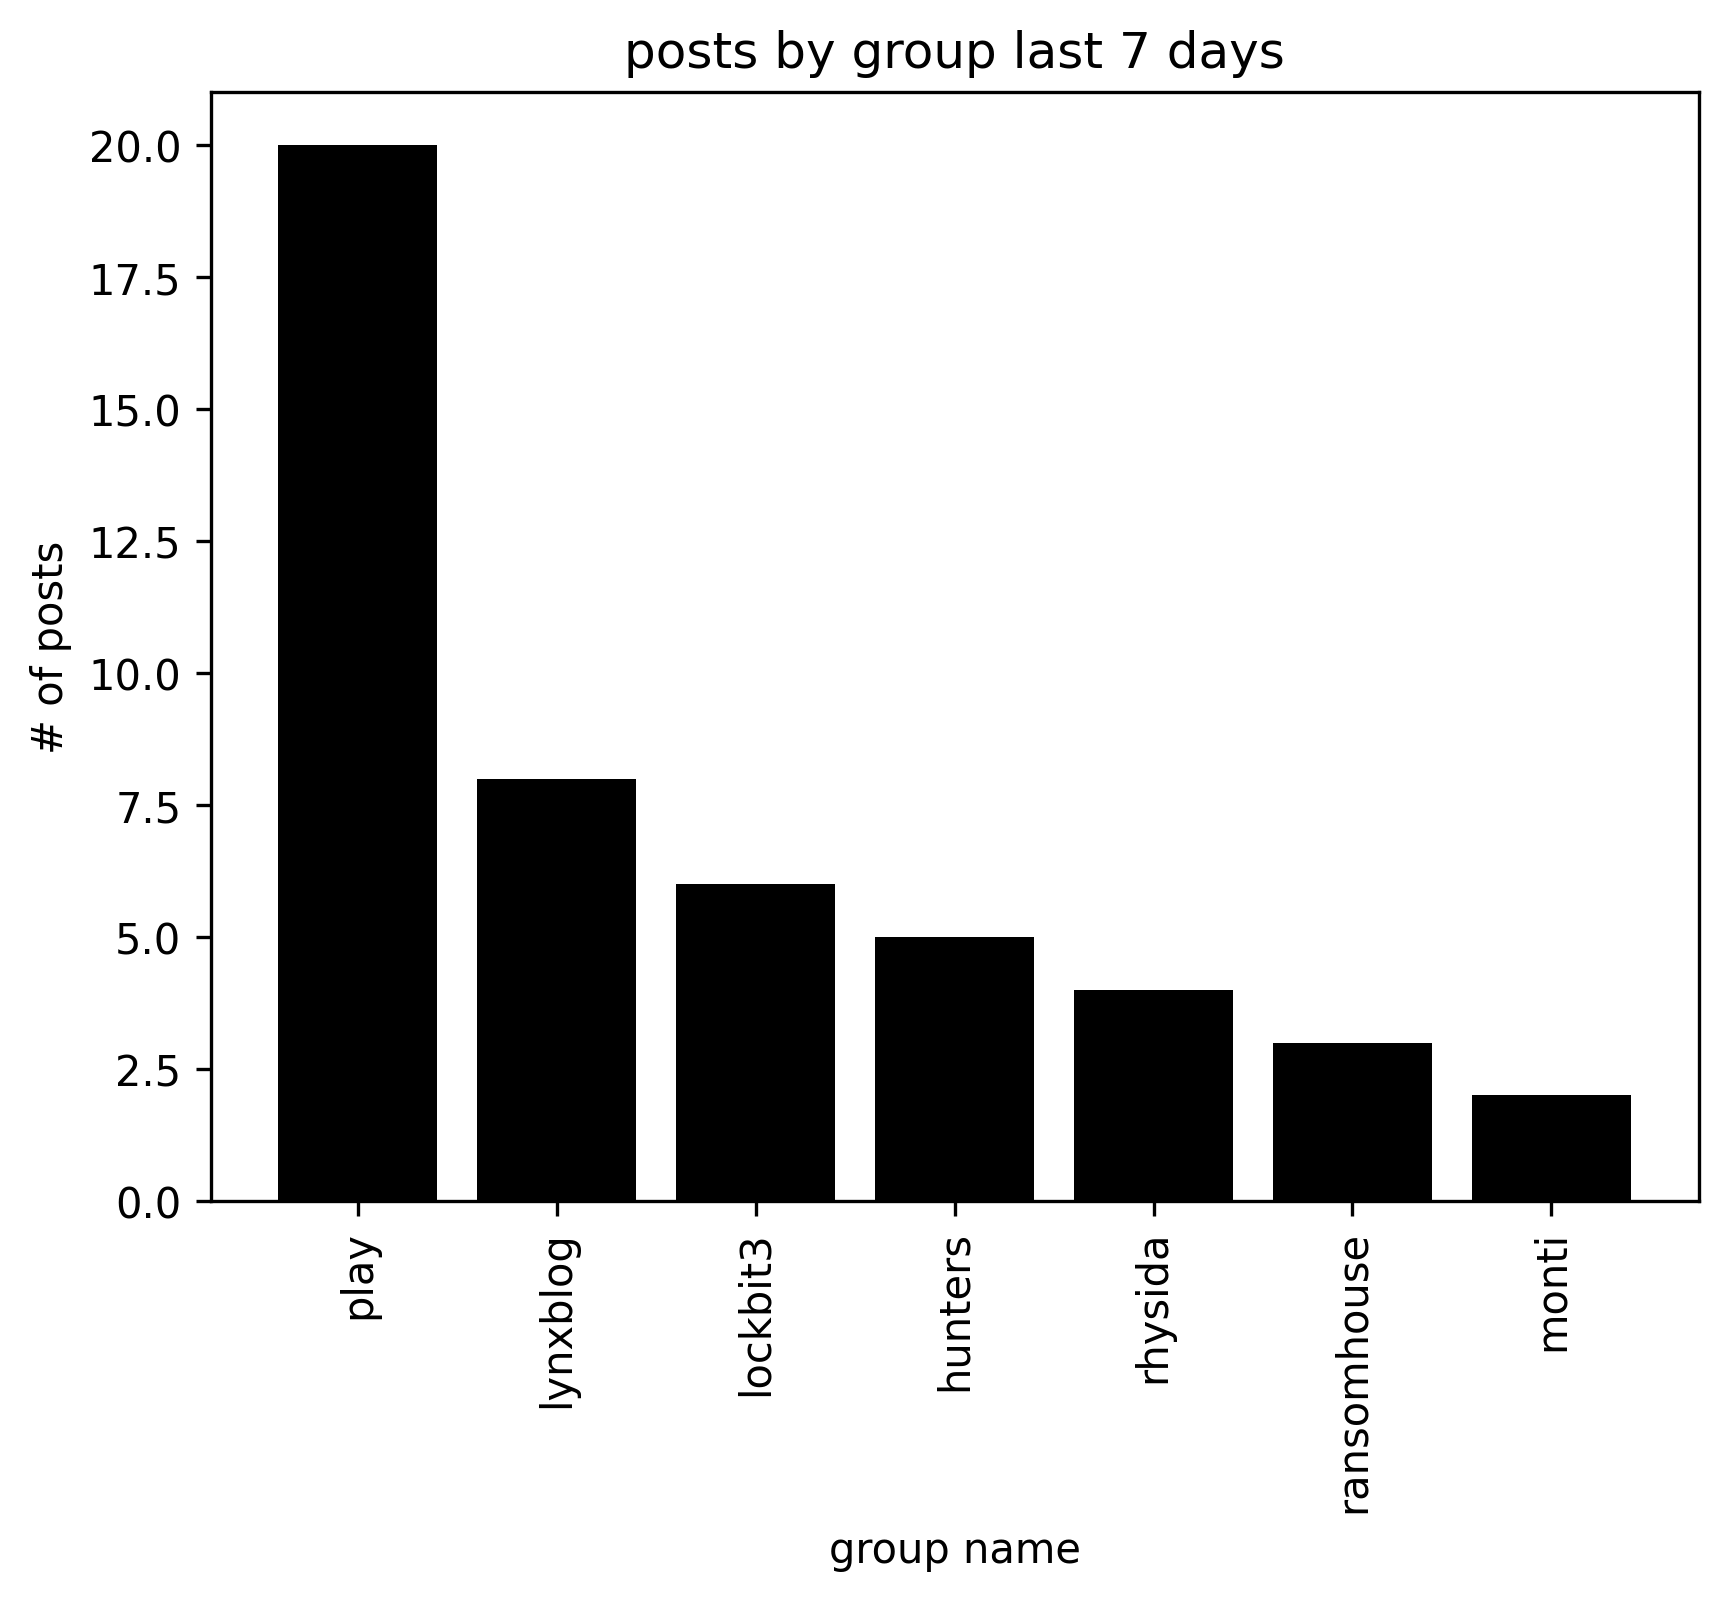 posts by group last 7 days
20.0
17.5
15.0
12.5
10.0
7.5
5.0
2.5
0.0
# of posts
play
lynxblog
lockbit3
hunters
rhysida
ransomhouse
monti
group name